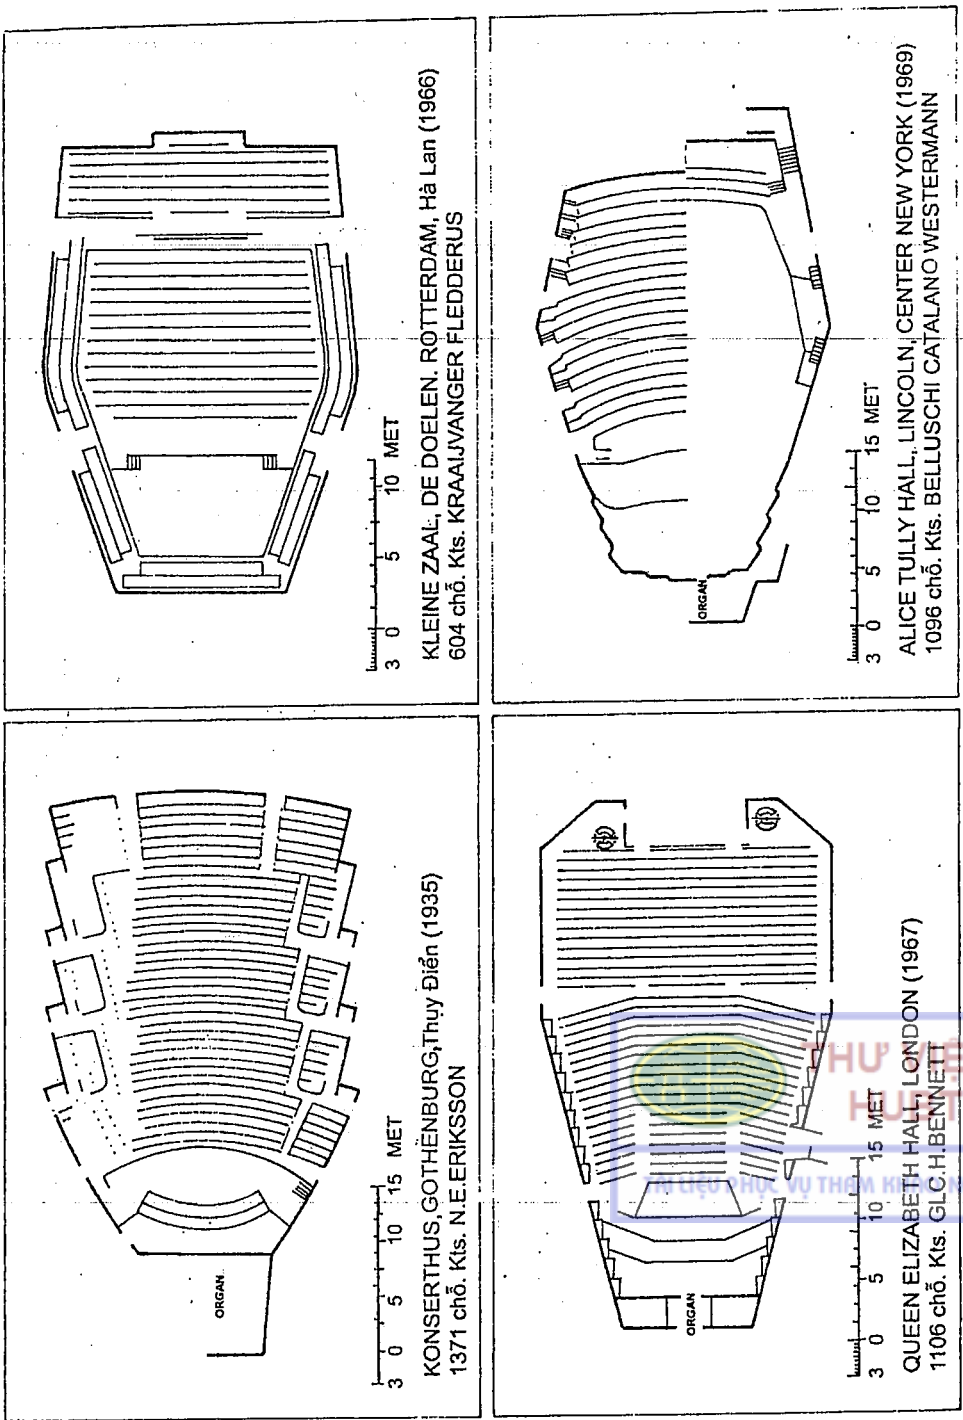 3 0 5 10 MET
KLEINE ZAAL, DE DOELEN. ROTTERDAM, Hà Lan (1966)
604 chỗ. Kts. KRAAIJVANGER FLEDDERUS
ORGAN
3 0 5 10 15 MET
ALICE TULLY HALL, LINCOLN, CENTER NEW YORK (1969)
1096 chỗ. Kts. BELLUSCHI CATALANO WESTERMANN
ORGAN
3 0 5 10 15 MET
KONSERTHUS,GOTHENBURG,Thụy Điển (1935)
1371 chỗ. Kts. N.E.ERIKSSON
ORGAN
3 0 5 10 15 MET
QUEEN ELIZABETH HALL, LONDON (1967)
1106 chỗ. Kts. GLC.H.BENNETT
THƯ VIỆ
HUBT
TÀI LIỆU PHỤC VỤ THAM KHẢO N